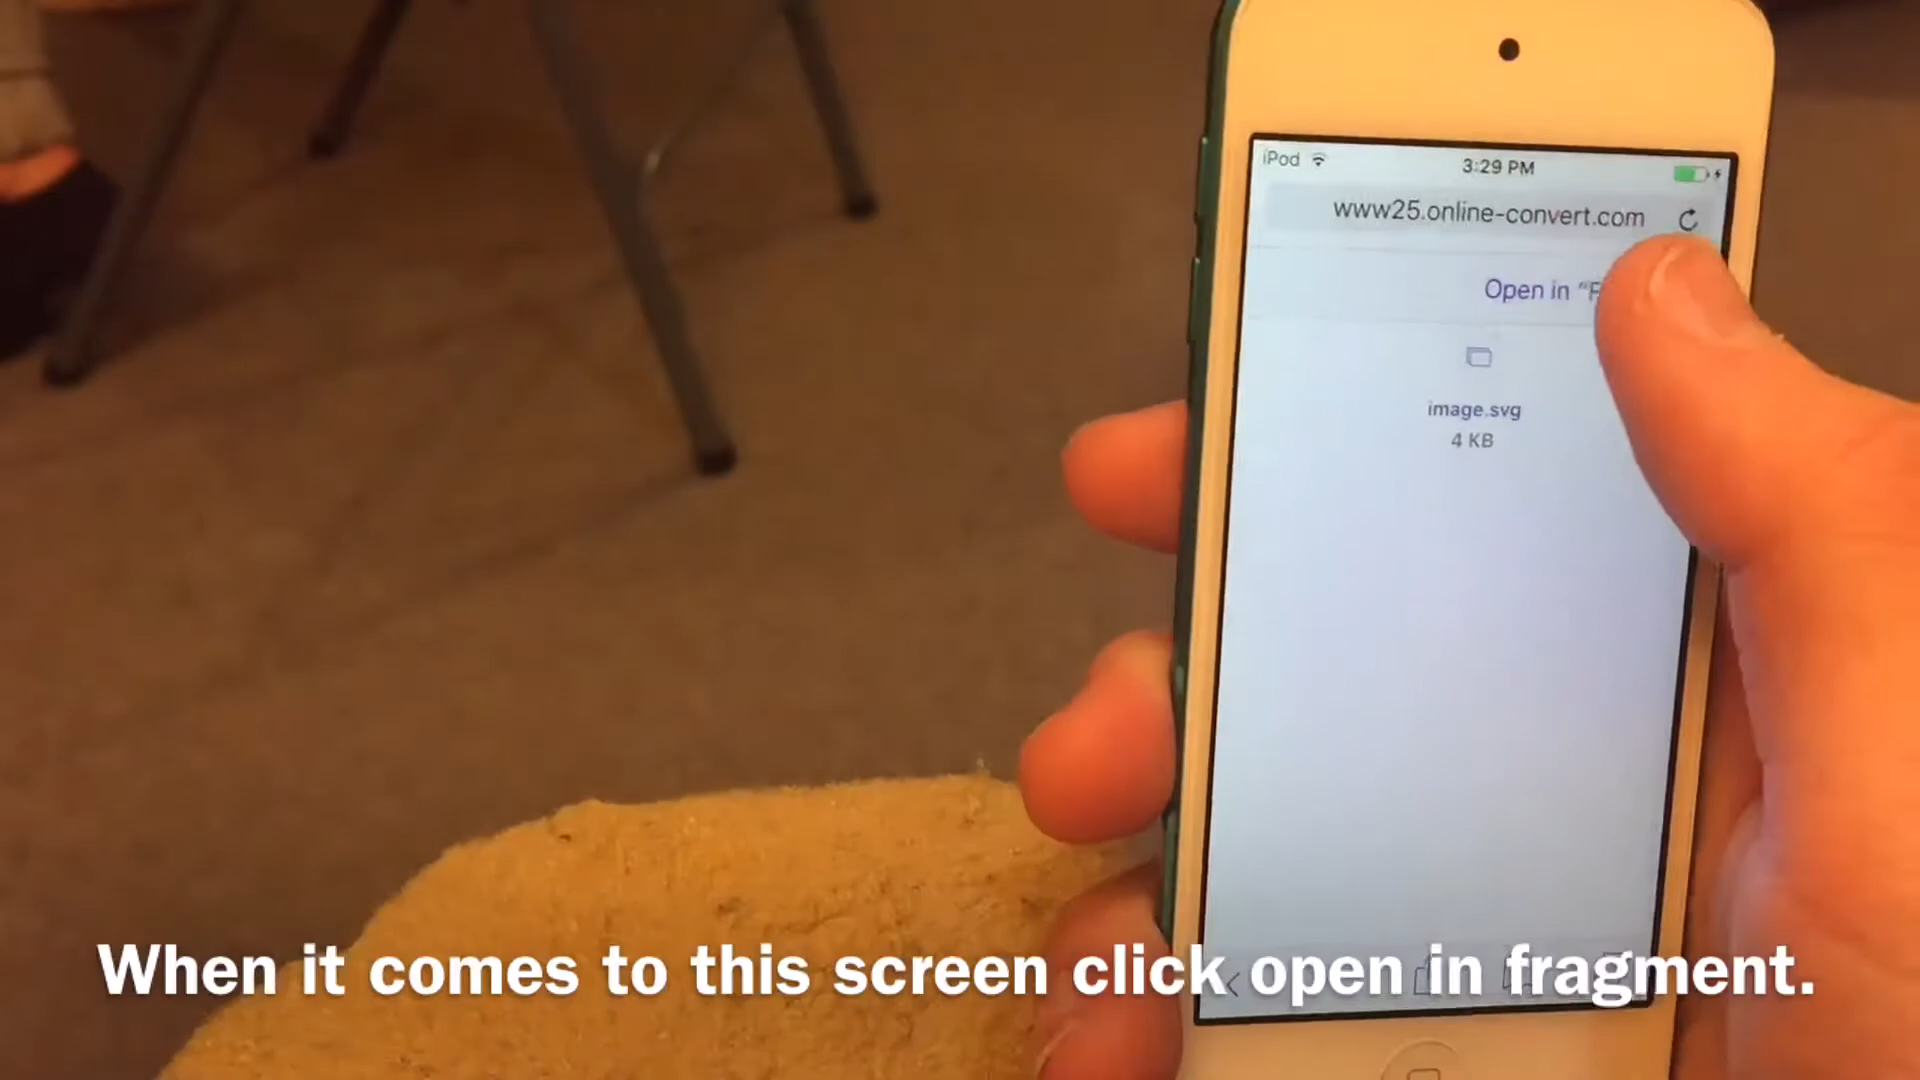 iPod
3:29 PM
www25.online-convert.com
Open in “F
image.svg
4 KB
When it comes to this screen click open in fragment.